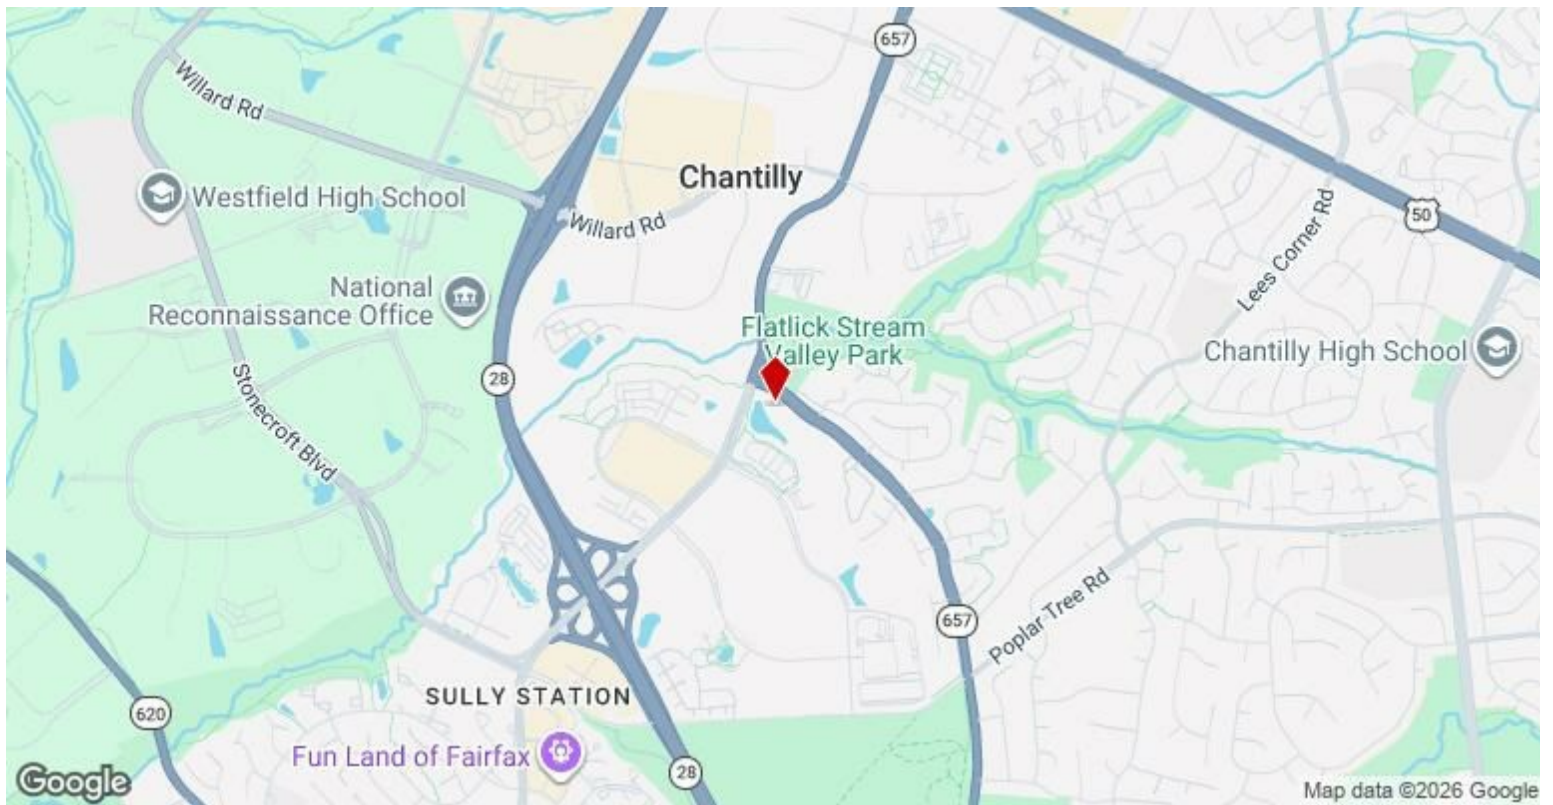 657
Willard Rd
Chantilly
Westfield High School
Willard Rd
50
Lees Corner Rd
National
Reconnaissance Office
Flatlick Stream
Valley Park
Chantilly High School
28
Stonecroft Blvd
657
Poplar Tree Rd
SULLY STATION
620
Fun Land of Fairfax
28
Google
Map data ©2026 Google